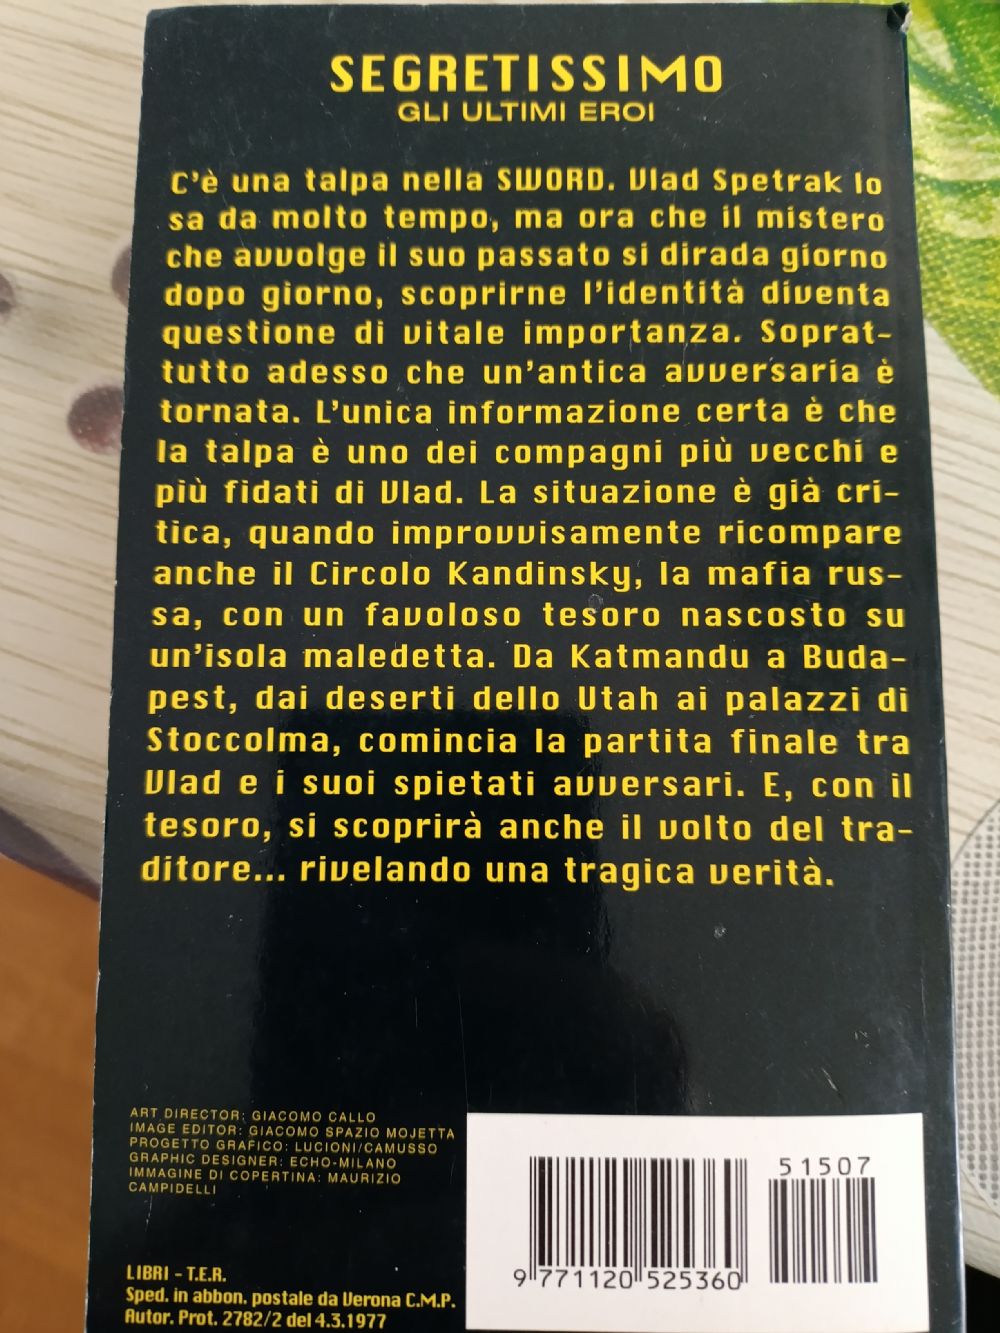 SEGRETISSIMO
GLI ULTIMI EROI
C'è una talpa nella SWORD. Vlad Spetrak lo
sa da molto tempo, ma ora che il mistero
che avvolge il suo passato si dirada giorno
dopo giorno, scoprirne l'identità diventa
questione di vitale importanza. Soprat-
tutto adesso che un'antica avversaria è
tornata. L'unica informazione certa è che
la talpa è uno dei compagni più vecchi e
più fidati di Vlad. La situazione è già cri-
tica, quando improvvisamente ricompare
anche il Circolo Kandinsky, la mafia rus-
sa, con un favoloso tesoro nascosto su
un'isola maledetta. Da Katmandu a Buda-
pest, dai deserti dello Utah ai palazzi di
Stoccolma, comincia la partita finale tra
Vlad e i suoi spietati avversari. E, con il
tesoro, si scoprirà anche il volto del tra-
ditore... rivelando una tragica verità.
ART DIRECTOR: GIACOMO CALLO
IMAGE EDITOR: GIACOMO SPAZIO MOJETTA
PROGETTO GRAFICO: LUCIONI/CAMUSSO
GRAPHIC DESIGNER: ECHO-MILANO
IMMAGINE DI COPERTINA: MAURIZIO
CAMPIDELLI
LIBRI - T.E.R.
Sped. in abbon. postale da Verona C.M.P.
Autor. Prot. 2782/2 del 4.3.1977
51507
9 771120 525360